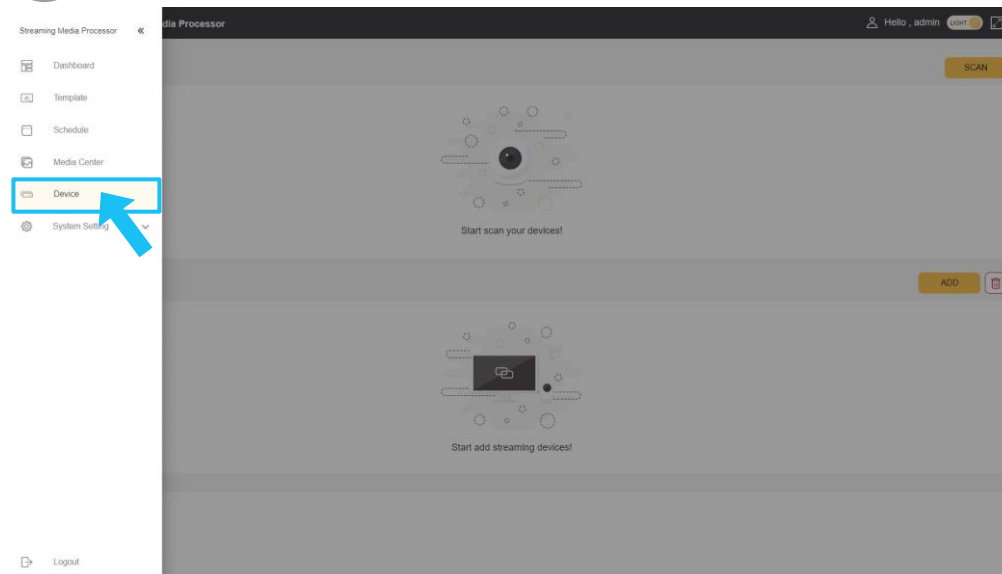 Streaming Media Processor «
dia Processor
Hello , admin LIGHT
Dashboard
SCAN
Template
Schedule
Media Center
Device
System Setting
Start scan your devices!
ADD
Start add streaming devices!
Logout